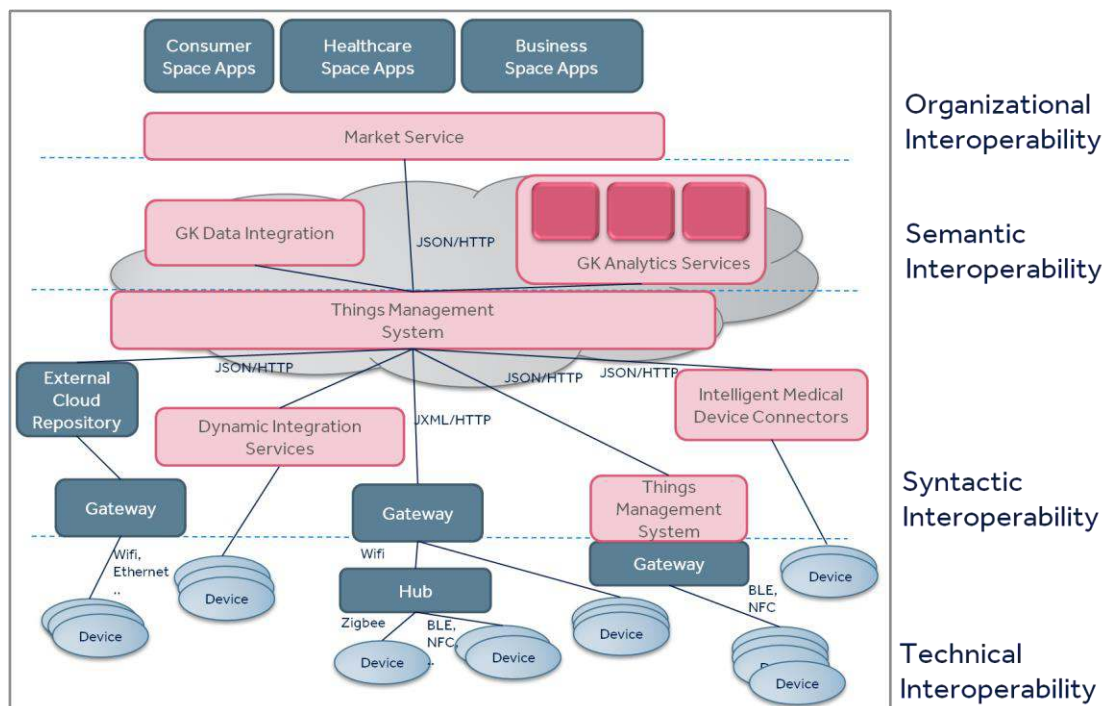 Consumer
Space Apps
Healthcare
Space Apps
Business
Space Apps
Organizational
Interoperability
Market Service
GK Data Integration
JSON/HTTP
GK Analytics Services
Semantic
Interoperability
Things Management
System
JSON/HTTP
JSON/HTTP
JSON/HTTP
External
Cloud
Repository
Dynamic Integration
Services
JXML/HTTP
Intelligent Medical
Device Connectors
Gateway
Gateway
Things
Management
System
Syntactic
Interoperability
Wifi,
Ethernet
..
Wifi
Gateway
Device
Device
Hub
BLE,
NFC
Device
Device
Zigbee
BLE,
NFC,
..
Device
Device
Device
Device
Technical
Interoperability